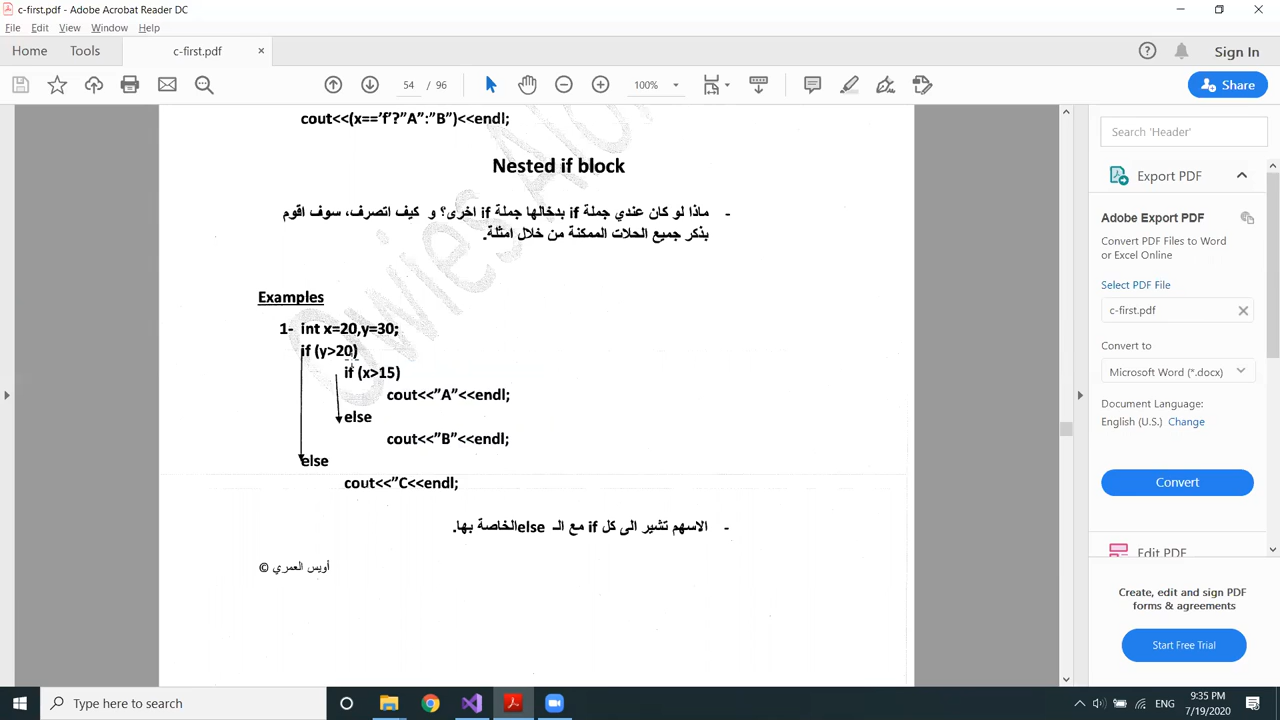 c-first.pdf - Adobe Acrobat Reader DC
File Edit View Window Help
Home Tools c-first.pdf × Sign In
54 / 96 100% Share
cout<<(x=='f'?"A":"B")<<endl;
Nested if block
- ماذا لو كان عندي جملة if بدخالها جملة if اخرى؟ و كيف اتصرف، سوف اقوم
بذكر جميع الحلات الممكنة من خلال امثلة.
Examples
1- int x=20,y=30;
if (y>20)
if (x>15)
cout<<"A"<<endl;
else
cout<<"B"<<endl;
else
cout<<"C<<endl;
- الاسهم تشير الى كل if مع الـ else الخاصة بها.
أويس العمري ©
Search 'Header'
Export PDF
Adobe Export PDF
Convert PDF Files to Word
or Excel Online
Select PDF File
c-first.pdf
Convert to
Microsoft Word (*.docx)
Document Language:
English (U.S.) Change
Convert
Edit PDF
Create, edit and sign PDF
forms & agreements
Start Free Trial
Type here to search
ENG
9:35 PM
7/19/2020